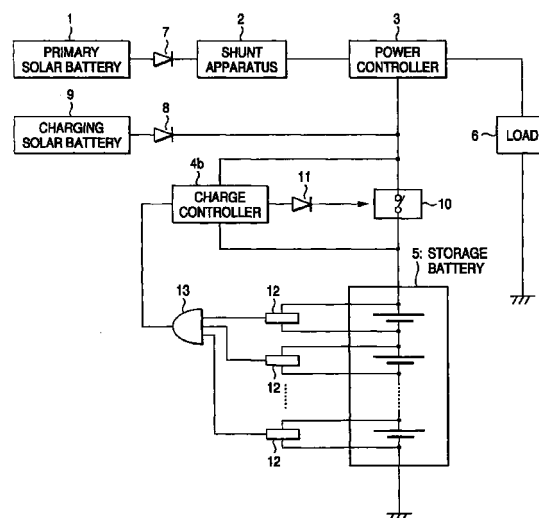 1
PRIMARY
SOLAR BATTERY
7
2
SHUNT
APPARATUS
3
POWER
CONTROLLER
9
CHARGING
SOLAR BATTERY
8
6
LOAD
4b
CHARGE
CONTROLLER
11
10
5: STORAGE
BATTERY
13
12
12
12